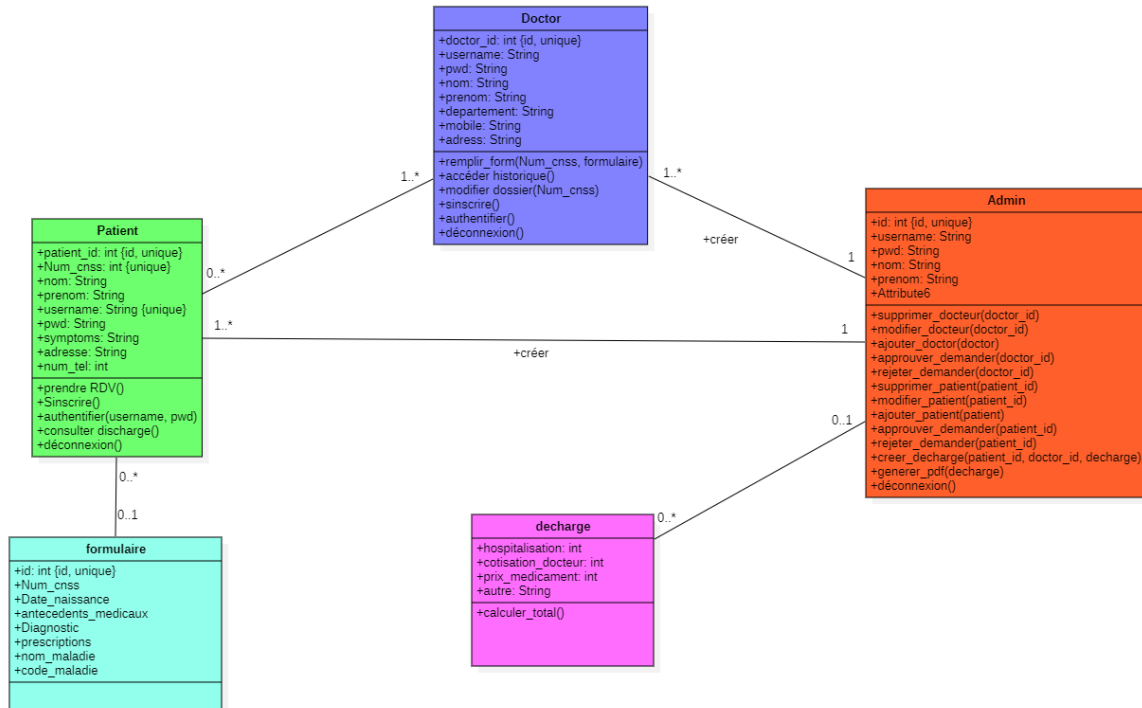 Doctor
+doctor_id: int {id, unique}
+username: String
+pwd: String
+nom: String
+prenom: String
+departement: String
+mobile: String
+adress: String
+remplir_form(Num_cnss, formulaire)
+accéder historique()
+modifier dossier(Num_cnss)
+sinscrire()
+authentifier()
+déconnexion()
1..*
1..*
+créer
1
0..*
Patient
+patient_id: int {id, unique}
+Num_cnss: int {unique}
+nom: String
+prenom: String
+username: String {unique}
+pwd: String
+symptoms: String
+adresse: String
+num_tel: int
+prendre RDV()
+Sinscrire()
+authentifier(username, pwd)
+consulter discharge()
+déconnexion()
1..*
1
+créer
Admin
+id: int {id, unique}
+username: String
+pwd: String
+nom: String
+prenom: String
+Attribute6
+supprimer_docteur(doctor_id)
+modifier_docteur(doctor_id)
+ajouter_doctor(doctor)
+approuver_demander(doctor_id)
+rejeter_demander(doctor_id)
+supprimer_patient(patient_id)
+modifier_patient(patient_id)
+ajouter_patient(patient)
+approuver_demander(patient_id)
+rejeter_demander(patient_id)
+creer_decharge(patient_id, doctor_id, decharge)
+generer_pdf(decharge)
+déconnexion()
0..1
0..*
0..*
0..1
formulaire
+id: int {id, unique}
+Num_cnss
+Date_naissance
+antecedents_medicaux
+Diagnostic
+prescriptions
+nom_maladie
+code_maladie
decharge
+hospitalisation: int
+cotisation_docteur: int
+prix_medicament: int
+autre: String
+calculer_total()